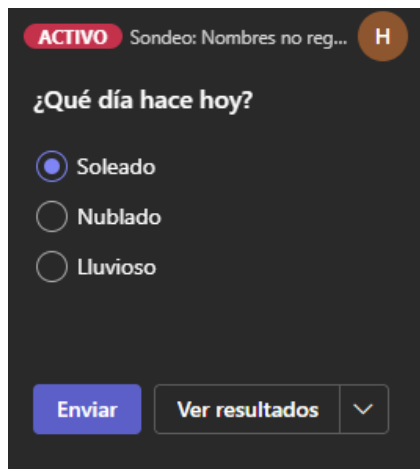 ACTIVO Sondeo: Nombres no reg... H
¿Qué día hace hoy?
Soleado
Nublado
Lluvioso
Enviar Ver resultados